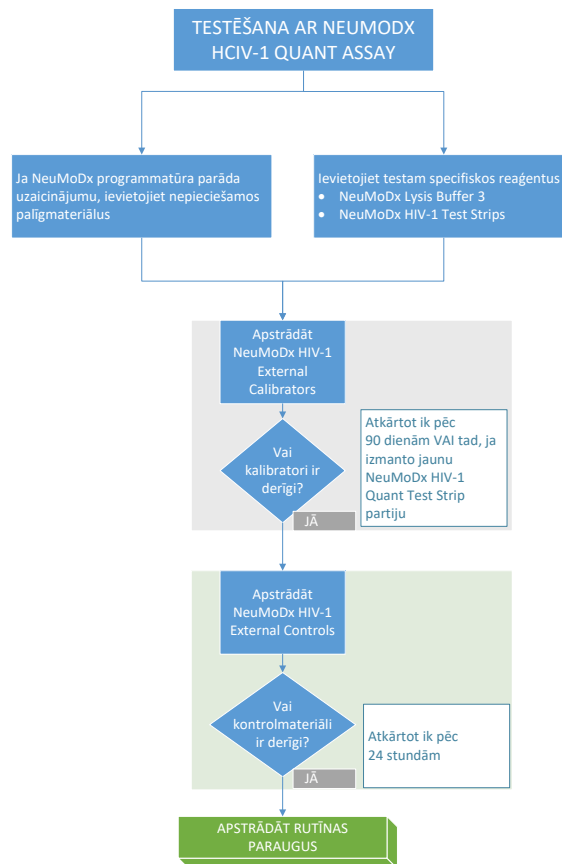 TESTĒŠANA AR NEUMODX
HCIV-1 QUANT ASSAY
Ja NeuMoDx programmatūra parāda
uzaicinājumu, ievietojiet nepieciešamos
palīgmateriālus
Ievietojiet testam specifiskos reaģentus
• NeuMoDx Lysis Buffer 3
• NeuMoDx HIV-1 Test Strips
Apstrādāt
NeuMoDx HIV-1
External
Calibrators
Vai
kalibratori ir
derīgi?
JĀ
Atkārtot ik pēc
90 dienām VAI tad, ja
izmanto jaunu
NeuMoDx HIV-1
Quant Test Strip
partiju
Apstrādāt
NeuMoDx HIV-1
External Controls
Vai
kontrolmateriāli
ir derīgi?
JĀ
Atkārtot ik pēc
24 stundām
APSTRĀDĀT RUTĪNAS
PARAUGUS